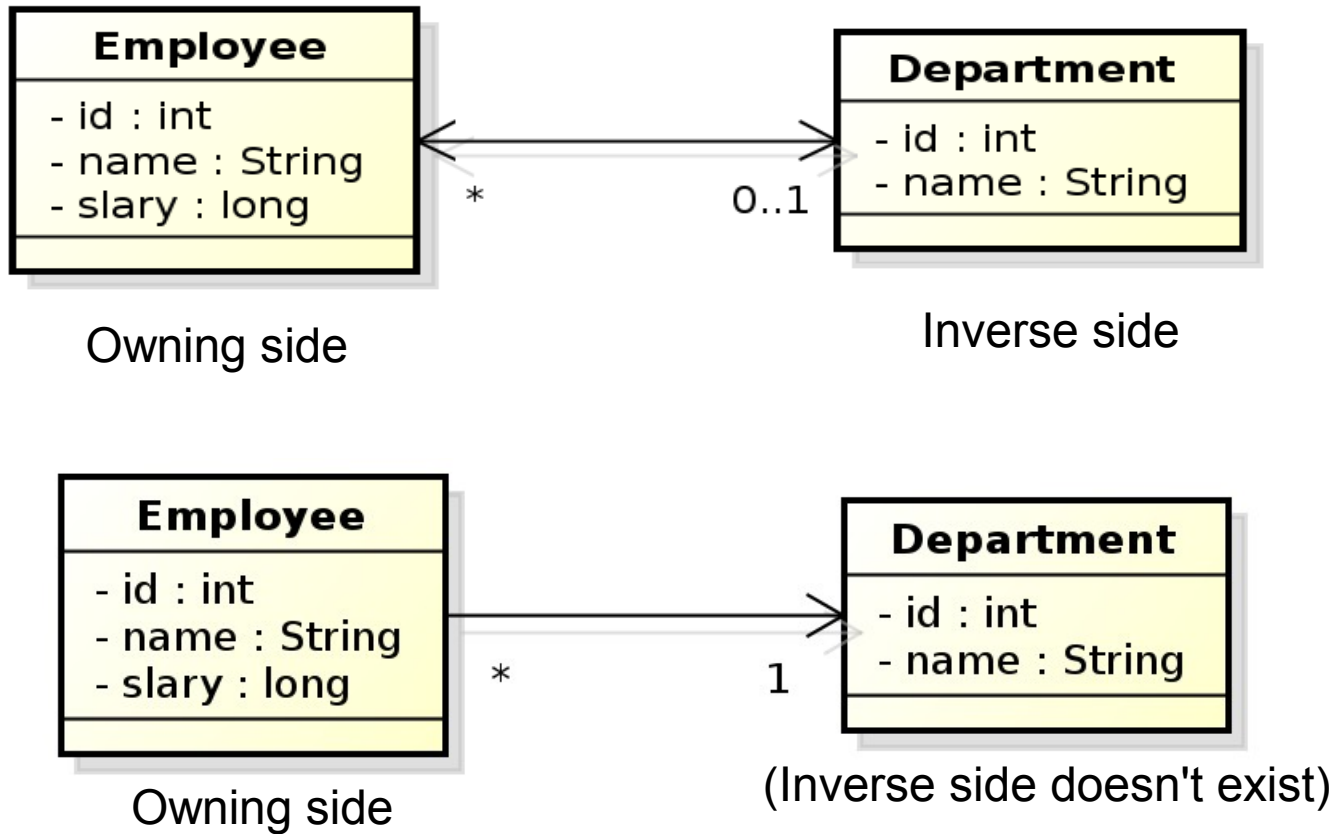 Employee
- id : int
- name : String
- slary : long
Department
- id : int
- name : String
*
0..1
Owning side
Inverse side
Employee
- id : int
- name : String
- slary : long
Department
- id : int
- name : String
*
1
Owning side
(Inverse side doesn't exist)